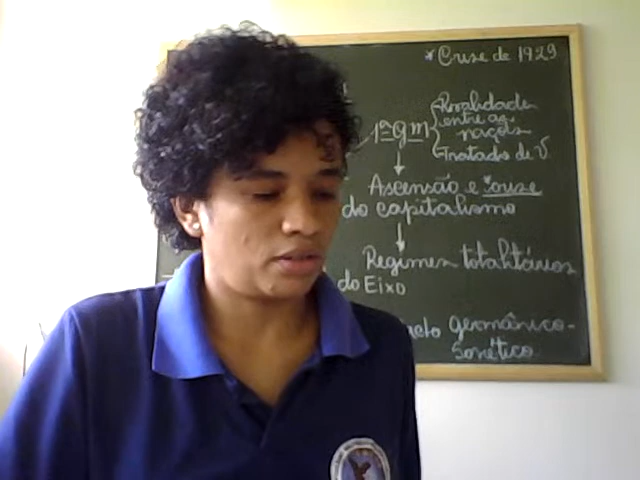 *Crise de 1929
1ª G m
Rivalidade
entre as
nações
Tratado de V.
Ascensão e crise
do capitalismo
Regimes totalitários
do Eixo
germânico-
Soviético